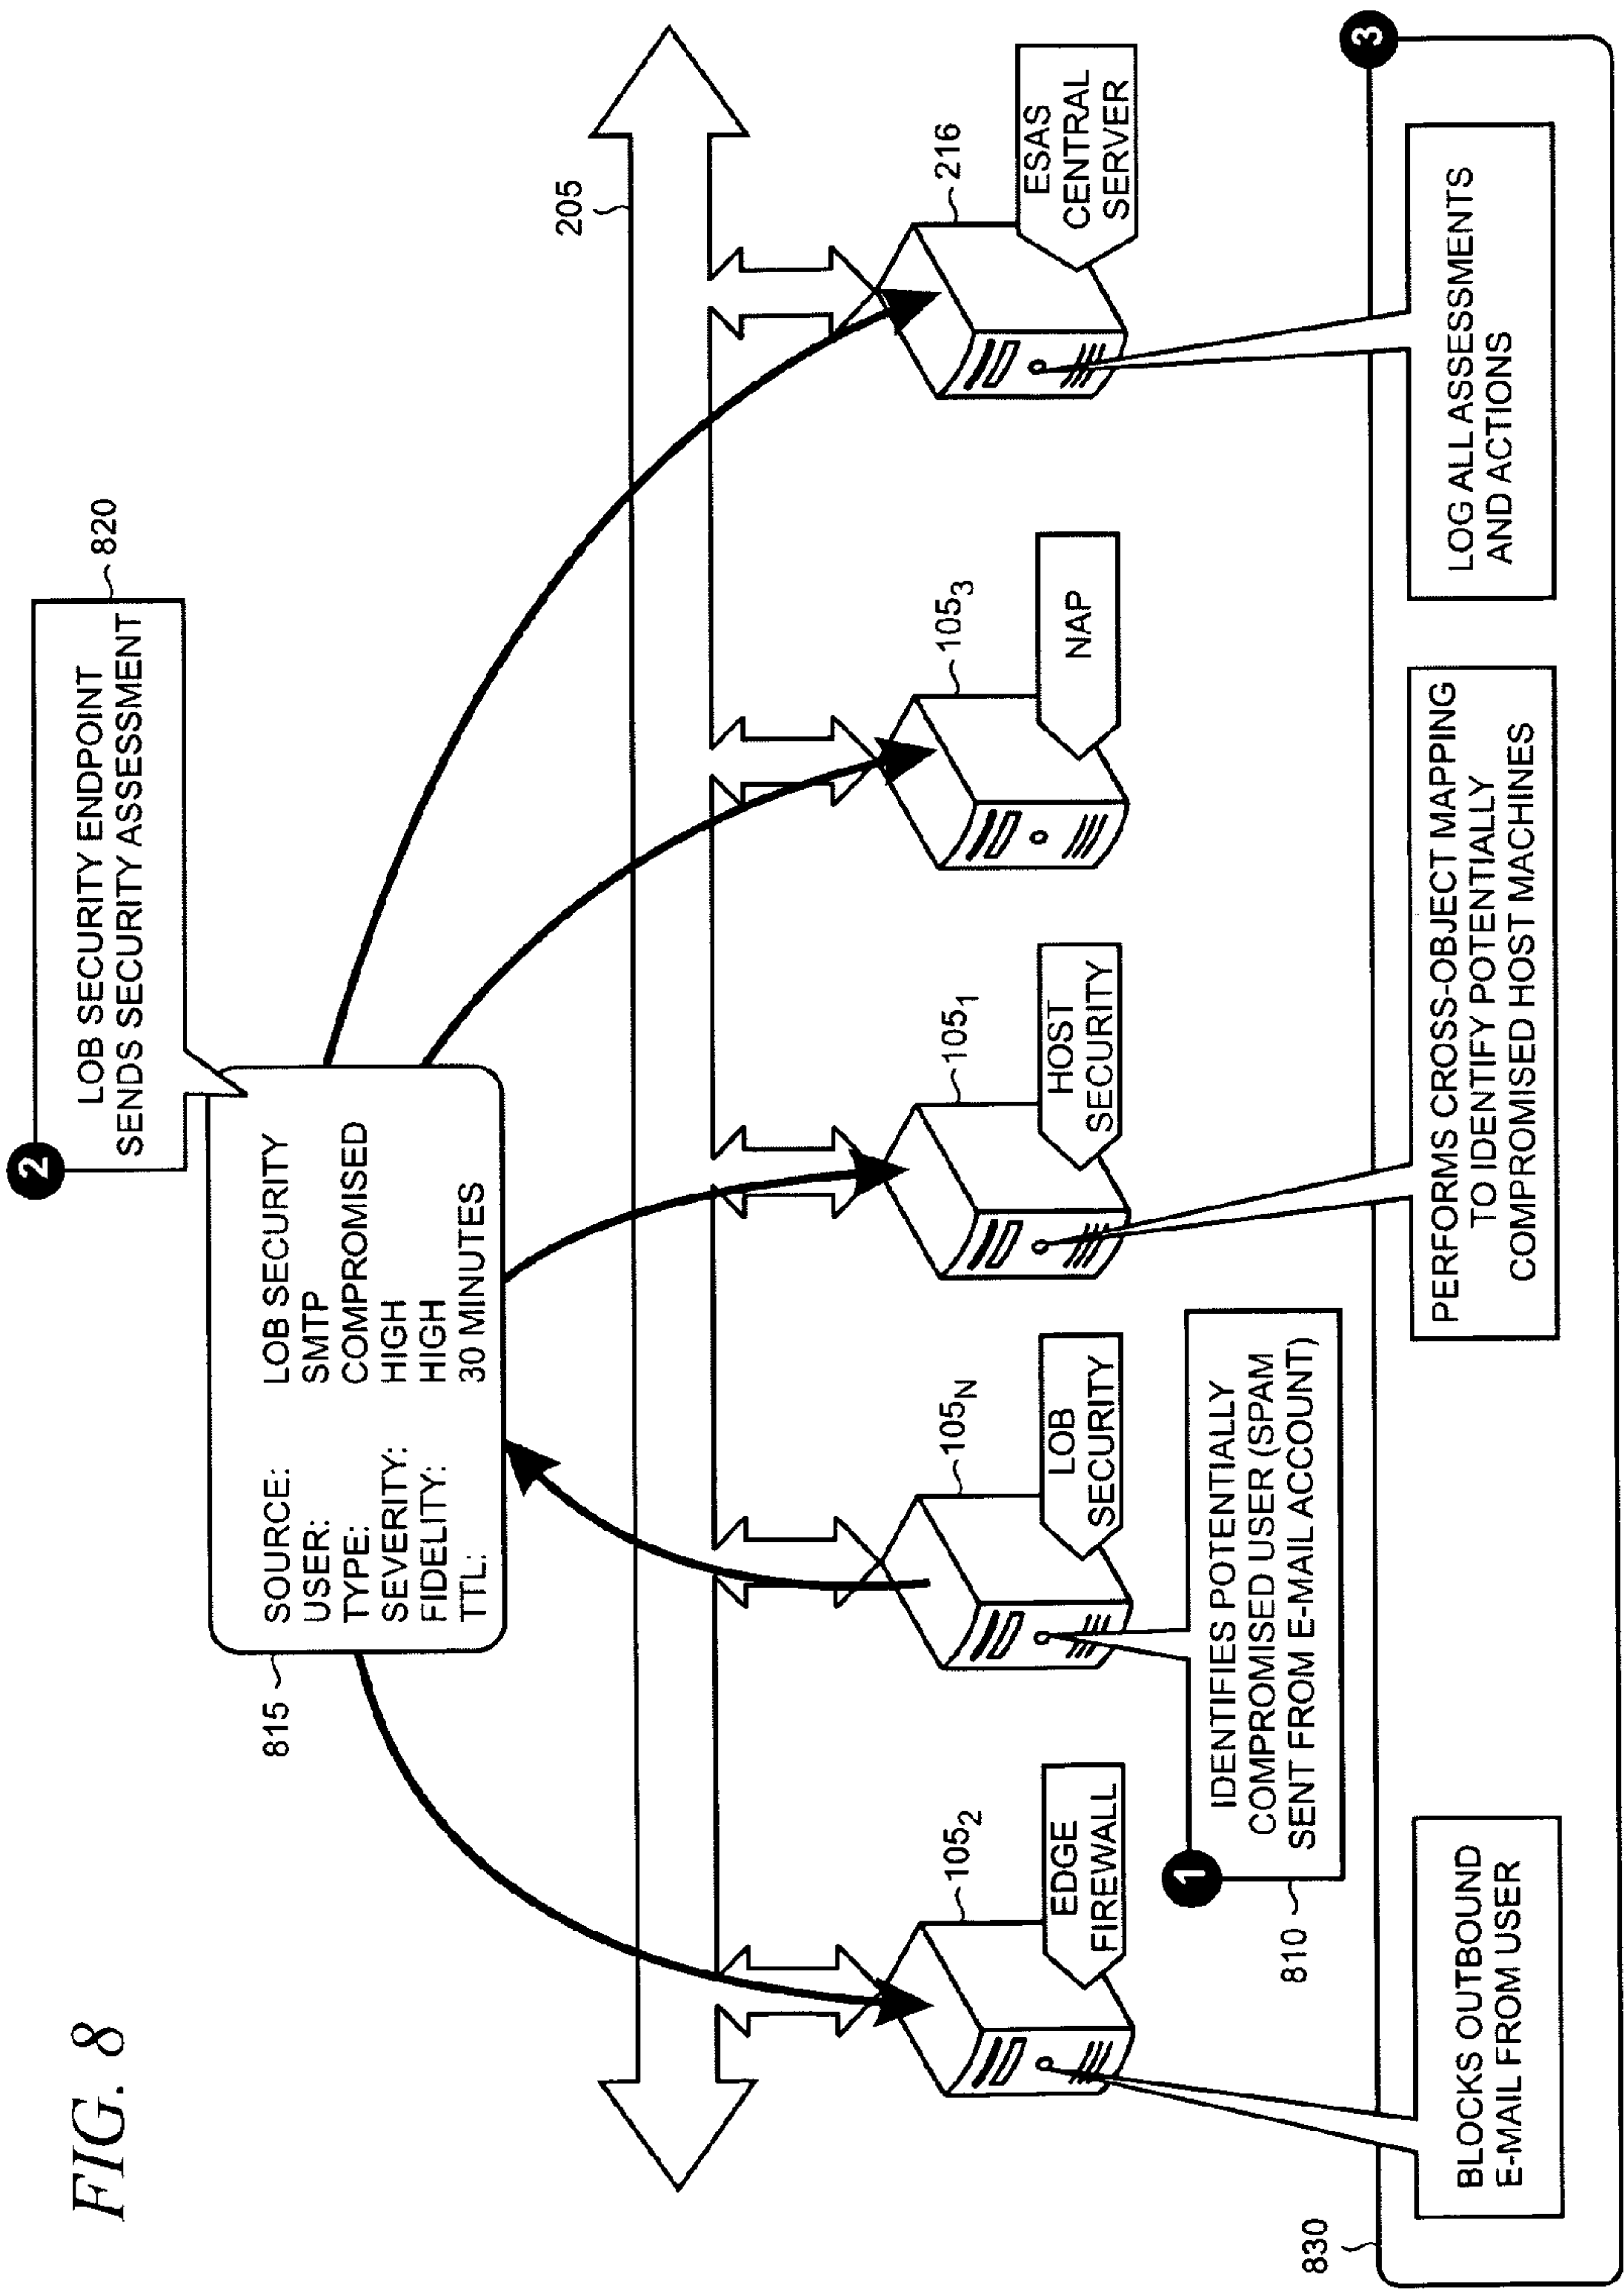 FIG. 8
2
LOB SECURITY ENDPOINT
SENDS SECURITY ASSESSMENT
820
815
SOURCE: LOB SECURITY
USER: SMTP
TYPE: COMPROMISED
SEVERITY: HIGH
FIDELITY: HIGH
TTL: 30 MINUTES
205
105₂
EDGE
FIREWALL
105N
LOB
SECURITY
105₁
HOST
SECURITY
105₃
NAP
216
ESAS
CENTRAL
SERVER
1
810
IDENTIFIES POTENTIALLY
COMPROMISED USER (SPAM
SENT FROM E-MAIL ACCOUNT)
830
3
BLOCKS OUTBOUND
E-MAIL FROM USER
PERFORMS CROSS-OBJECT MAPPING
TO IDENTIFY POTENTIALLY
COMPROMISED HOST MACHINES
LOG ALL ASSESSMENTS
AND ACTIONS